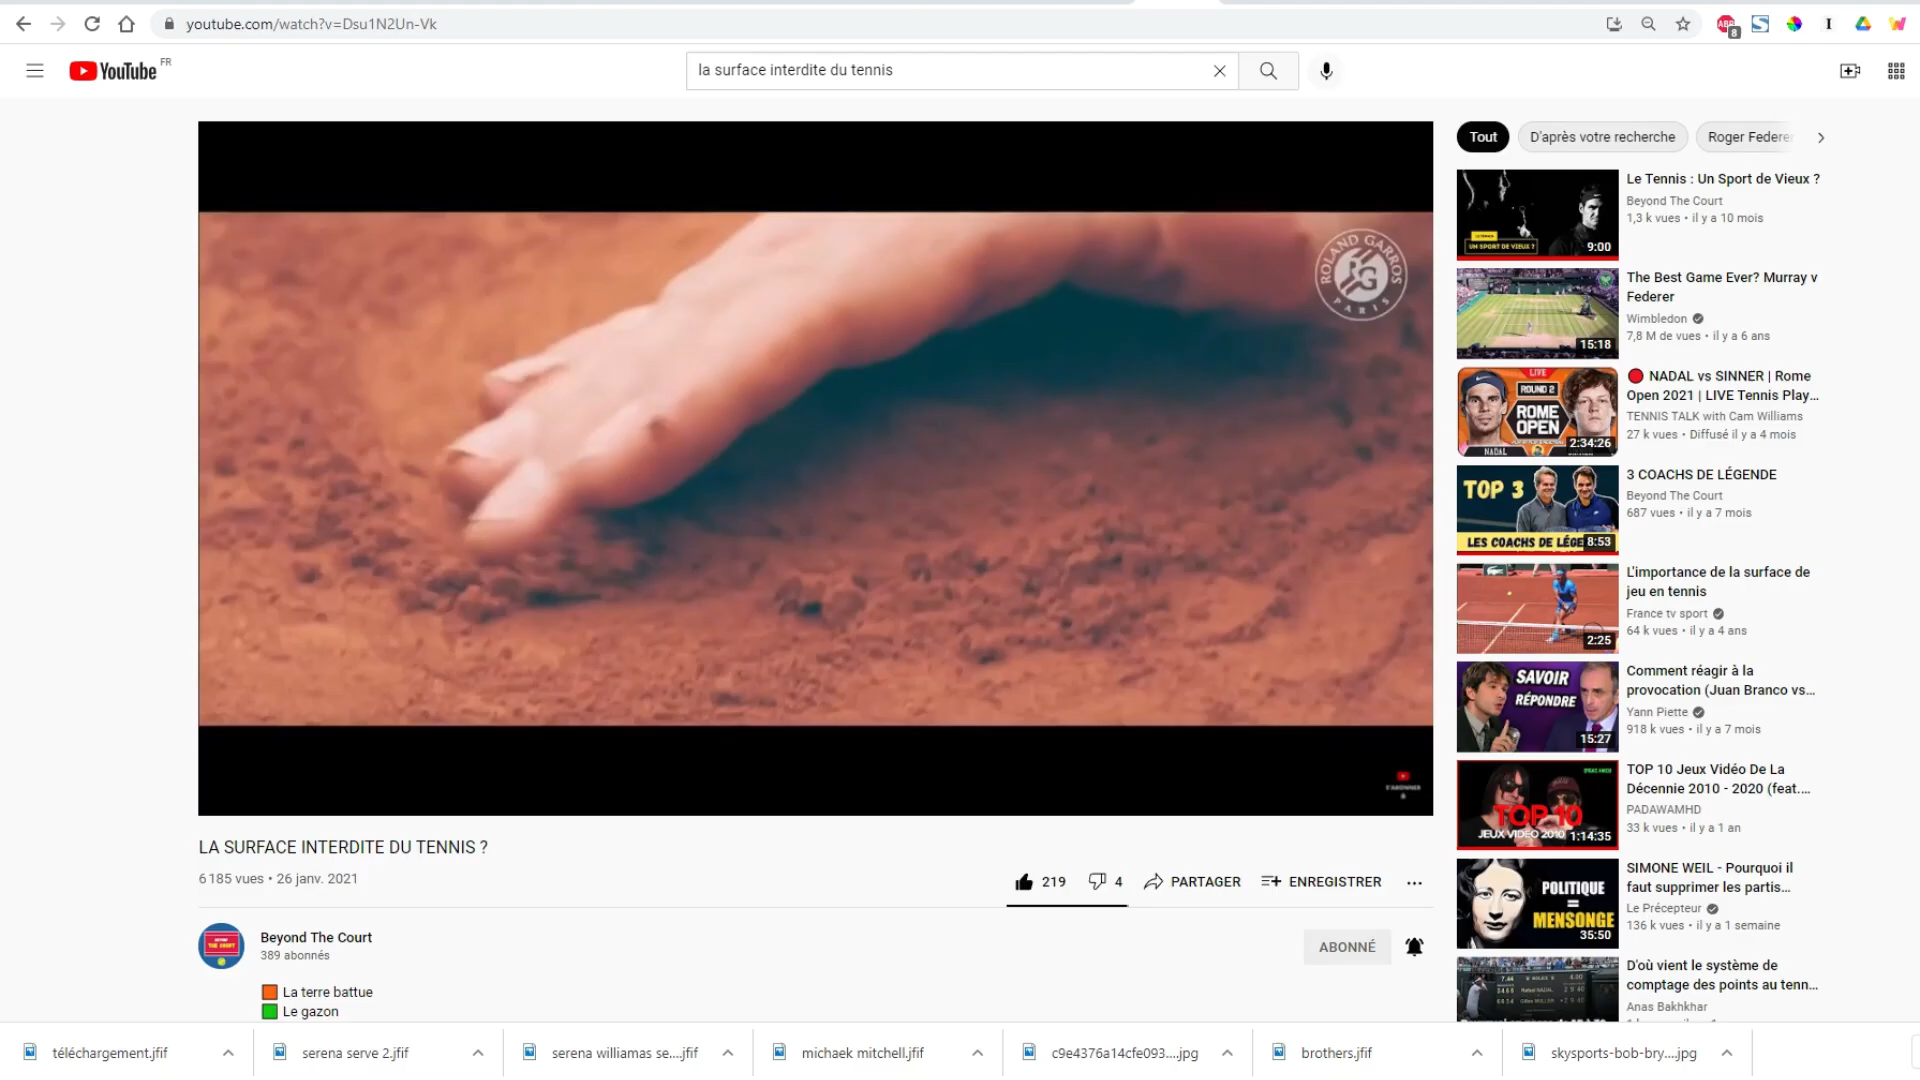 youtube.com/watch?v=Dsu1N2Un-Vk
ABP
8
YouTube FR
la surface interdite du tennis
Tout
D'après votre recherche
Roger Federer
ROLAND GARROS
RG
PARIS
S'ABONNER
LA SURFACE INTERDITE DU TENNIS ?
6 185 vues • 26 janv. 2021
219
4
PARTAGER
ENREGISTRER
Beyond The Court
389 abonnés
ABONNÉ
La terre battue
Le gazon
UN SPORT DE VIEUX ?
9:00
Le Tennis : Un Sport de Vieux ?
Beyond The Court
1,3 k vues • il y a 10 mois
15:18
The Best Game Ever? Murray v
Federer
Wimbledon
7,8 M de vues • il y a 6 ans
LIVE
ROUND 2
ROME
OPEN
NADAL
2:34:26
NADAL vs SINNER | Rome
Open 2021 | LIVE Tennis Play...
TENNIS TALK with Cam Williams
27 k vues • Diffusé il y a 4 mois
TOP 3
LES COACHS DE LÉGE
8:53
3 COACHS DE LÉGENDE
Beyond The Court
687 vues • il y a 7 mois
2:25
L'importance de la surface de
jeu en tennis
France tv sport
64 k vues • il y a 4 ans
SAVOIR
RÉPONDRE
15:27
Comment réagir à la
provocation (Juan Branco vs...
Yann Piette
918 k vues • il y a 7 mois
TOP 10
JEUX VIDÉO 2010
1:14:35
TOP 10 Jeux Vidéo De La
Décennie 2010 - 2020 (feat....
PADAWAMHD
33 k vues • il y a 1 an
POLITIQUE
=
MENSONGE
35:50
SIMONE WEIL - Pourquoi il
faut supprimer les partis...
Le Précepteur
136 k vues • il y a 1 semaine
D'où vient le système de
comptage des points au tenn...
Anas Bakhkhar
téléchargement.jfif
serena serve 2.jfif
serena williamas se....jfif
michaek mitchell.jfif
c9e4376a14cfe093....jpg
brothers.jfif
skysports-bob-bry....jpg